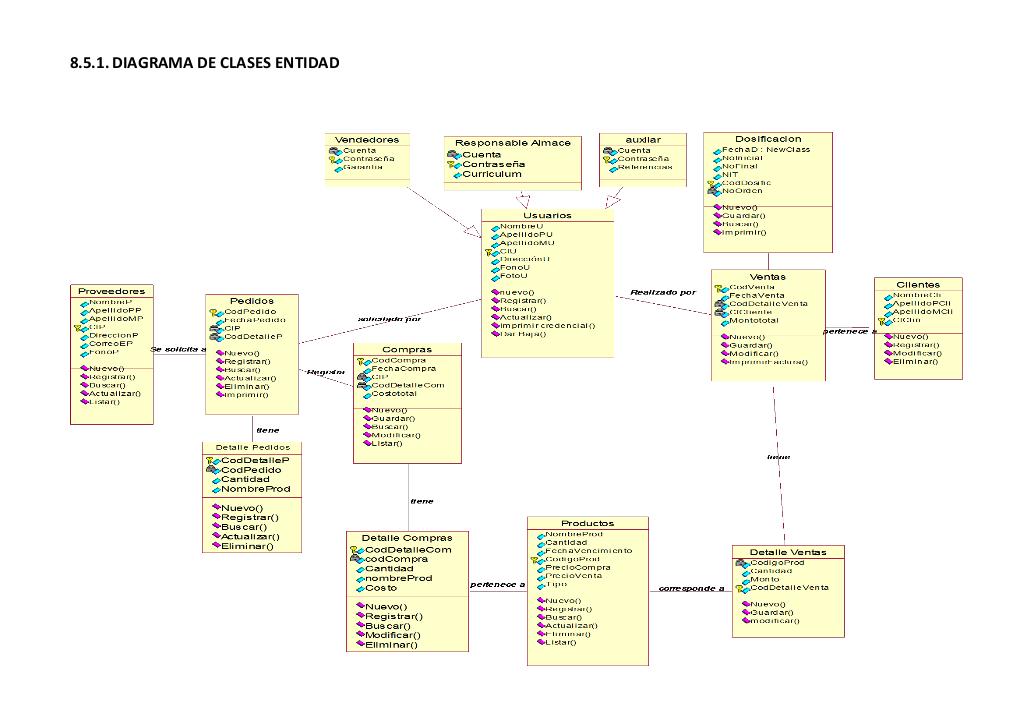 8.5.1. DIAGRAMA DE CLASES ENTIDAD
Vendedores
Cuenta
Contraseña
Garantia
Responsable Almace
Cuenta
Contraseña
Curriculum
auxliar
Cuenta
Contraseña
Referencias
Dosificacion
FechaD : NewClass
NoInicial
NoFinal
NIT
CodDosific
NoOrden
Nuevo()
Guardar()
Buscar()
Imprimir()
Usuarios
NombreU
ApellidoPU
ApellidoMU
CIU
DirecciónU
FonoU
FotoU
nuevo()
Registrar()
Buscar()
Actualizar()
Imprimir credencial()
Dar Baja()
Realizado por
Ventas
CodVenta
FechaVenta
CodDetalleVenta
CICliente
Montototal
Nuevo()
Guardar()
Modificar()
ImprimirFactura()
pertenece a
Clientes
NombreCli
ApellidoPCli
ApellidoMCli
CIClin
Nuevo()
Registrar()
Modificar()
Eliminar()
Proveedores
NombreP
ApellidoPP
ApellidoMP
CIP
DireccionP
CorreoEP
FonoP
Nuevo()
Registrar()
Buscar()
Actualizar()
Listar()
Se solicita a
Pedidos
CodPedido
FechaPedido
CIP
CodDetalleP
Nuevo()
Registrar()
Buscar()
Actualizar()
Eliminar()
Imprimir()
solicitado por
Registra
Compras
CodCompra
FechaCompra
CIP
CodDetalleCom
Costototal
Nuevo()
Guardar()
Buscar()
Modificar()
Listar()
tiene
Detalle Pedidos
CodDetalleP
CodPedido
Cantidad
NombreProd
Nuevo()
Registrar()
Buscar()
Actualizar()
Eliminar()
tiene
tiene
Detalle Compras
CodDetalleCom
codCompra
Cantidad
nombreProd
Costo
Nuevo()
Registrar()
Buscar()
Modificar()
Eliminar()
pertenece a
Productos
NombreProd
Cantidad
FechaVencimiento
CodigoProd
PrecioCompra
PrecioVenta
Tipo
Nuevo()
Registrar()
Buscar()
Actualizar()
Eliminar()
Listar()
corresponde a
Detalle Ventas
CodigoProd
Cantidad
Monto
CodDetalleVenta
Nuevo()
Guardar()
modificar()